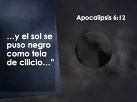 Apocalipsis 6:12
…y el sol se
puso negro
como tela
de cilicio…”